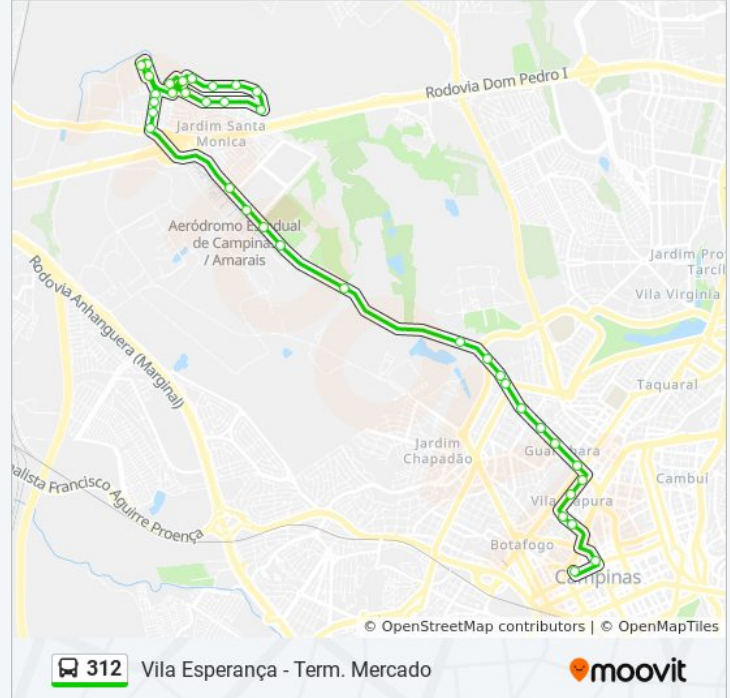 Rodovia Dom Pedro I
Jardim Santa
Monica
Aeródromo Estadual
de Campinas
/ Amarais
Jardim Pro
Tarcíl
Vila Virginia
Rodovia Anhanguera (Marginal)
Taquaral
Jardim
Chapadão
Guanabara
Cambuí
alista Francisco Aguirre Proença
Vila Itapura
Botafogo
Campinas
© OpenStreetMap contributors | © OpenMapTiles
312 Vila Esperança - Term. Mercado
moovit